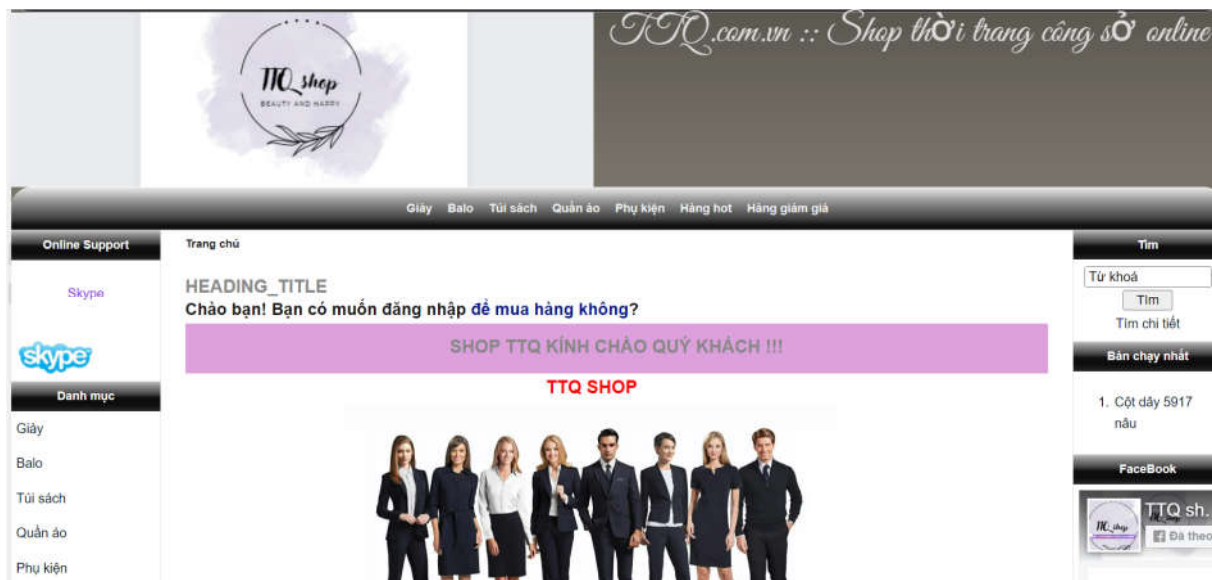 TTQ shop
BEAUTY AND HAPPY
TTQ.com.vn :: Shop thời trang công sở online
Giày Balo Túi sách Quần áo Phụ kiện Hàng hot Hàng giảm giá
Online Support
Skype
skype
Danh mục
Giày
Balo
Túi sách
Quần áo
Phụ kiện
Trang chủ
HEADING_TITLE
Chào bạn! Bạn có muốn đăng nhập để mua hàng không?
SHOP TTQ KÍNH CHÀO QUÝ KHÁCH !!!
TTQ SHOP
Tìm
Từ khoá
Tìm
Tìm chi tiết
Bán chạy nhất
1. Cột dây 5917
nâu
FaceBook
TTQ sh.
TTQ shop
Đã theo